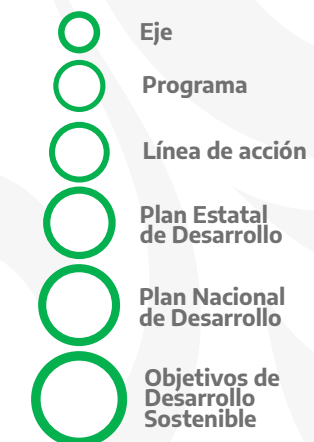 Eje
Programa
Línea de acción
Plan Estatal
de Desarrollo
Plan Nacional
de Desarrollo
Objetivos de
Desarrollo
Sostenible